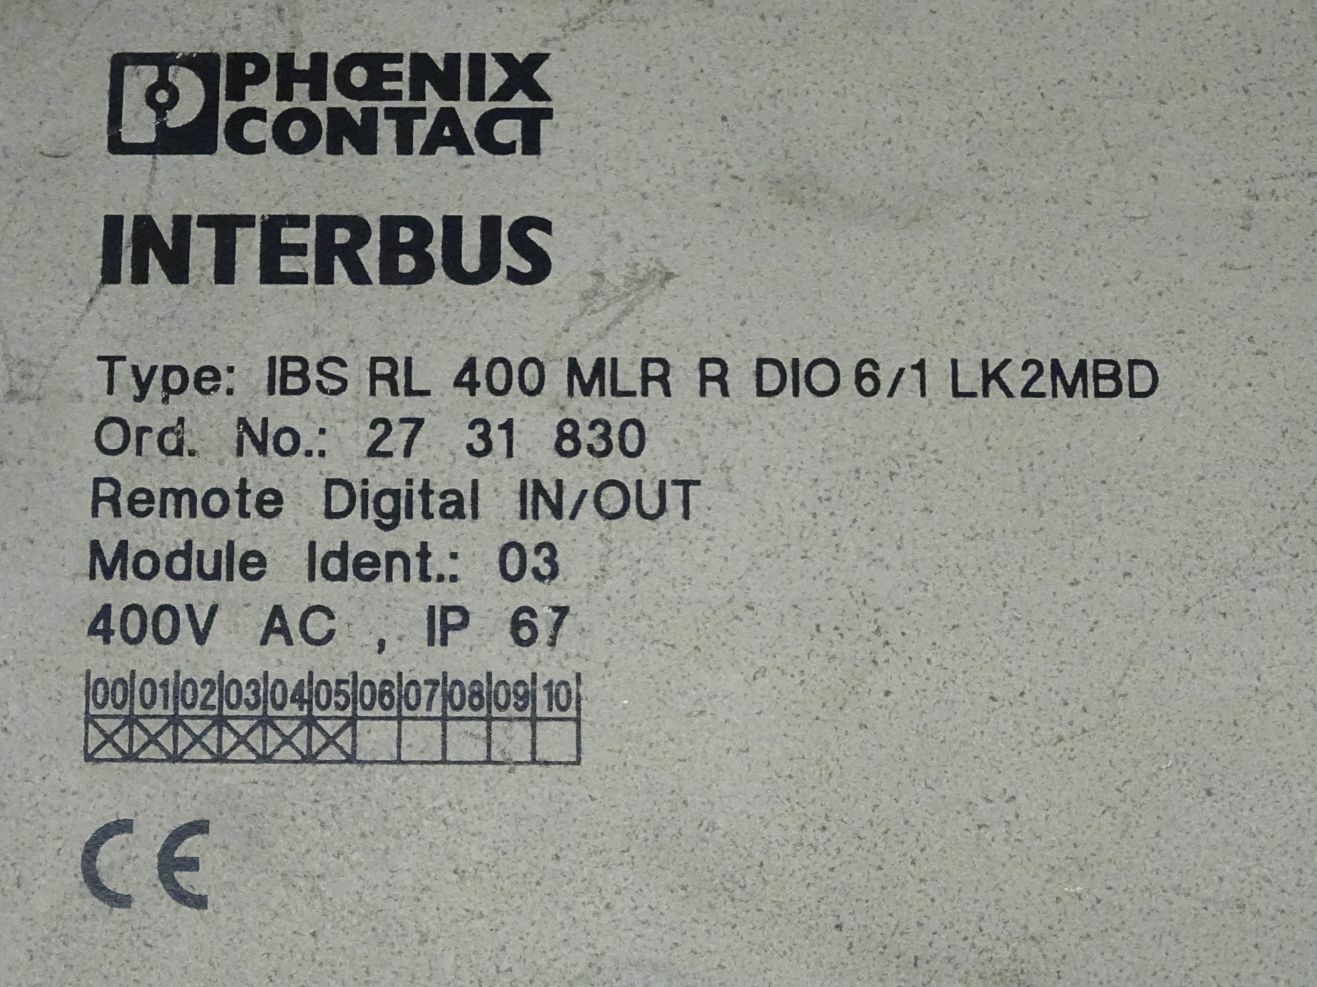 PHŒNIX
CONTACT
INTERBUS
Type: IBS RL 400 MLR R DIO 6/1 LK2MBD
Ord. No.: 27 31 830
Remote Digital IN/OUT
Module Ident.: 03
400V AC , IP 67
00 01 02 03 04 05 06 07 08 09 10
CE